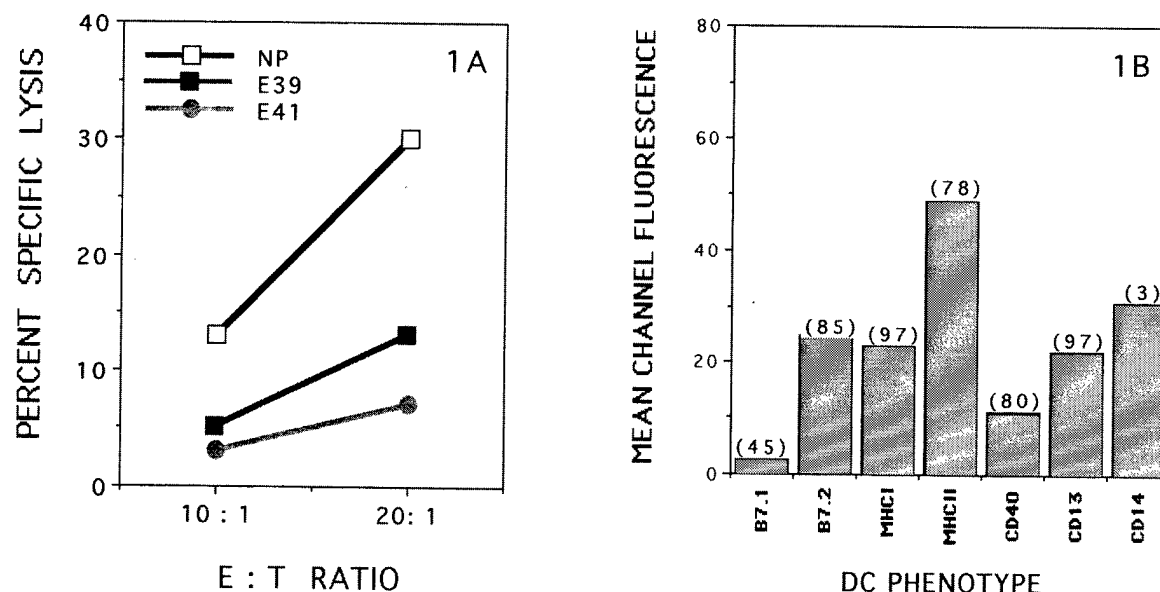 PERCENT SPECIFIC LYSIS
40
30
20
10
0
NP
E39
E41
1A
10 : 1
20: 1
E : T RATIO
MEAN CHANNEL FLUORESCENCE
80
60
40
20
0
1B
(45)
(85)
(97)
(78)
(80)
(97)
(3)
B7.1
B7.2
MHCI
MHCII
CD40
CD13
CD14
DC PHENOTYPE